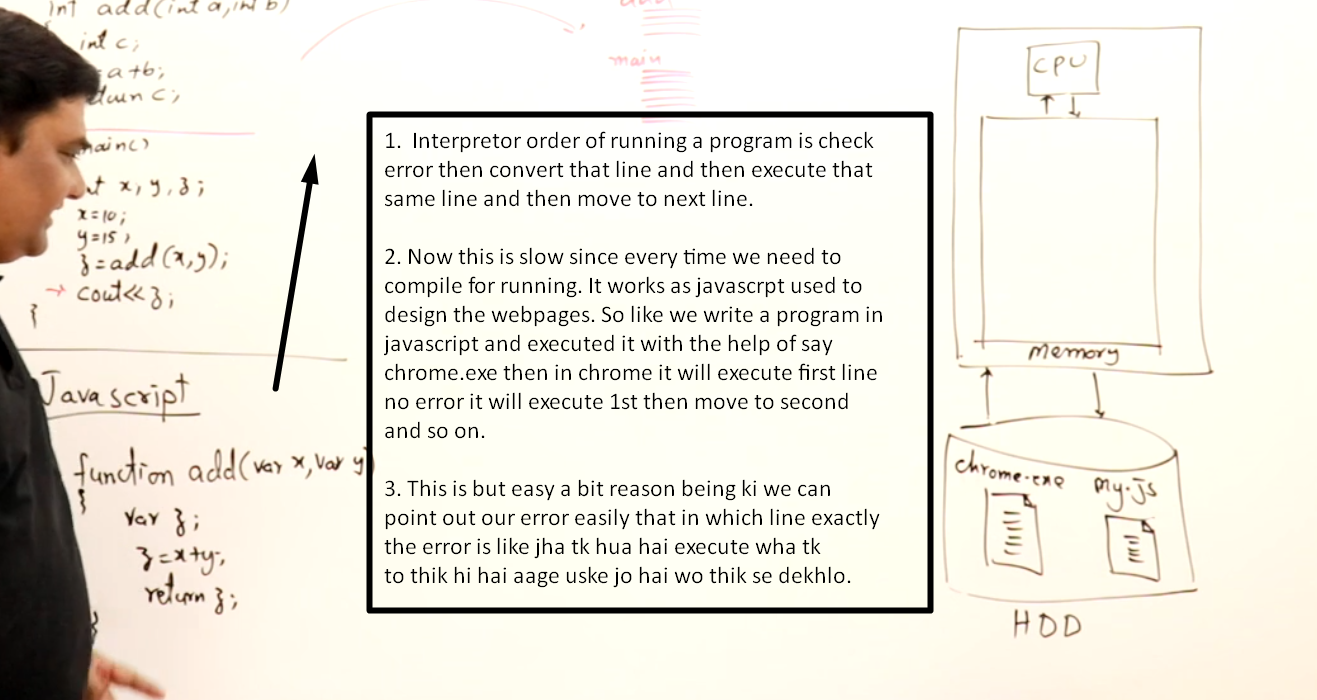 int add(int a, int b)
int c;
=a+b;
c;
add
main
x, y, z;
x=10;
y=15;
z=add(x,y);
→ cout<<z;
}
Javascript
function add(var x, var y
{
var z;
z=x+y;
return z;
}
1. Interpretor order of running a program is check
error then convert that line and then execute that
same line and then move to next line.
2. Now this is slow since every time we need to
compile for running. It works as javascrpt used to
design the webpages. So like we write a program in
javascript and executed it with the help of say
chrome.exe then in chrome it will execute first line
no error it will execute 1st then move to second
and so on.
3. This is but easy a bit reason being ki we can
point out our error easily that in which line exactly
the error is like jha tk hua hai execute wha tk
to thik hi hai aage uske jo hai wo thik se dekhlo.
CPU
memory
chrome.exe
my.js
HDD